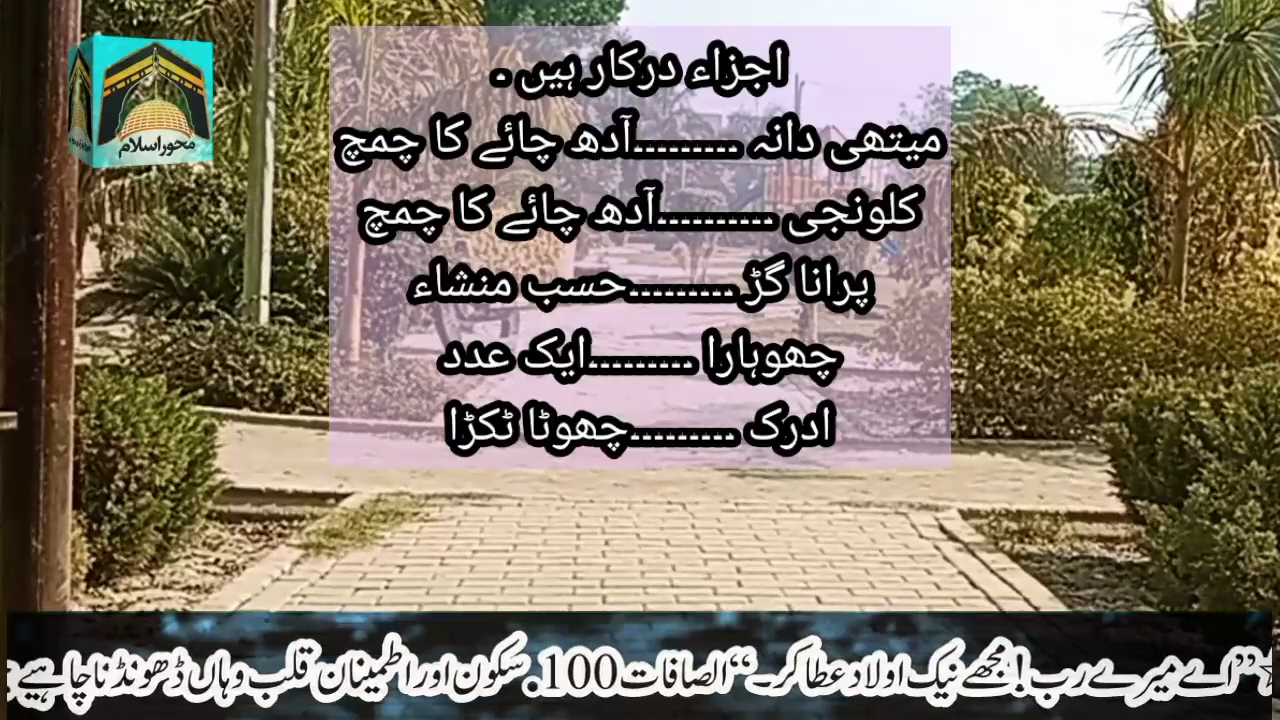 محور اسلام
اجزاء درکار ہیں ۔
میتھی دانہ ۔۔۔۔۔۔۔۔۔آدھ چائے کا چمچ
کلونجی ۔۔۔۔۔۔۔۔۔۔آدھ چائے کا چمچ
پرانا گڑ ۔۔۔۔۔۔۔۔۔حسب منشاء
چھوہارا ۔۔۔۔۔۔۔۔۔ایک عدد
ادرک ۔۔۔۔۔۔۔۔۔چھوٹا ٹکڑا
”اے میرے رب ! مجھے نیک اولاد عطا کر۔“ الصافات 100. سکون اور اطمینان قلب وہاں ڈھونڈنا چاہیے